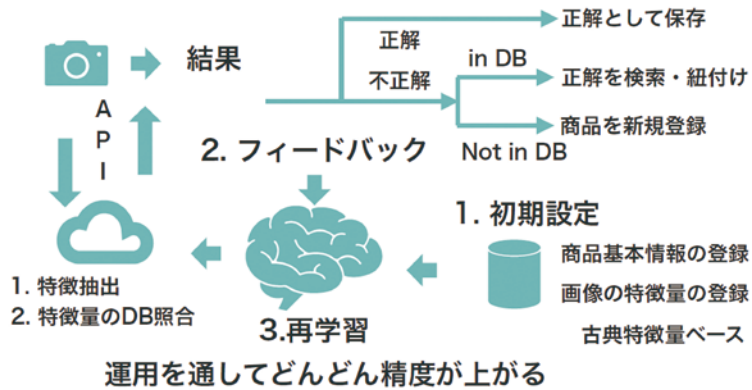 正解として保存
正解
in DB
結果
不正解
正解を検索・紐付け
API
商品を新規登録
Not in DB
2. フィードバック
1. 初期設定
商品基本情報の登録
画像の特徴量の登録
古典特徴量ベース
1. 特徴抽出
2. 特徴量のDB照合
3.再学習
運用を通してどんどん精度が上がる